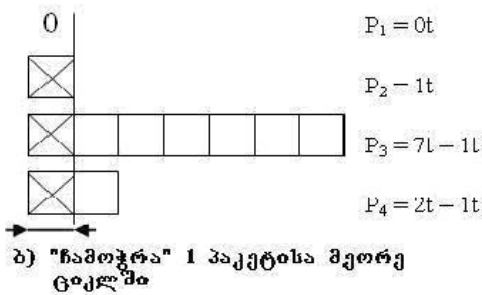 0 P₁ = 0t
P₂ – 1t
P₃ = 7t – 1t
P₄ = 2t – 1t
ბ) "ჩამოჭრა" 1 პაკეტისა მეორე
ციკლში